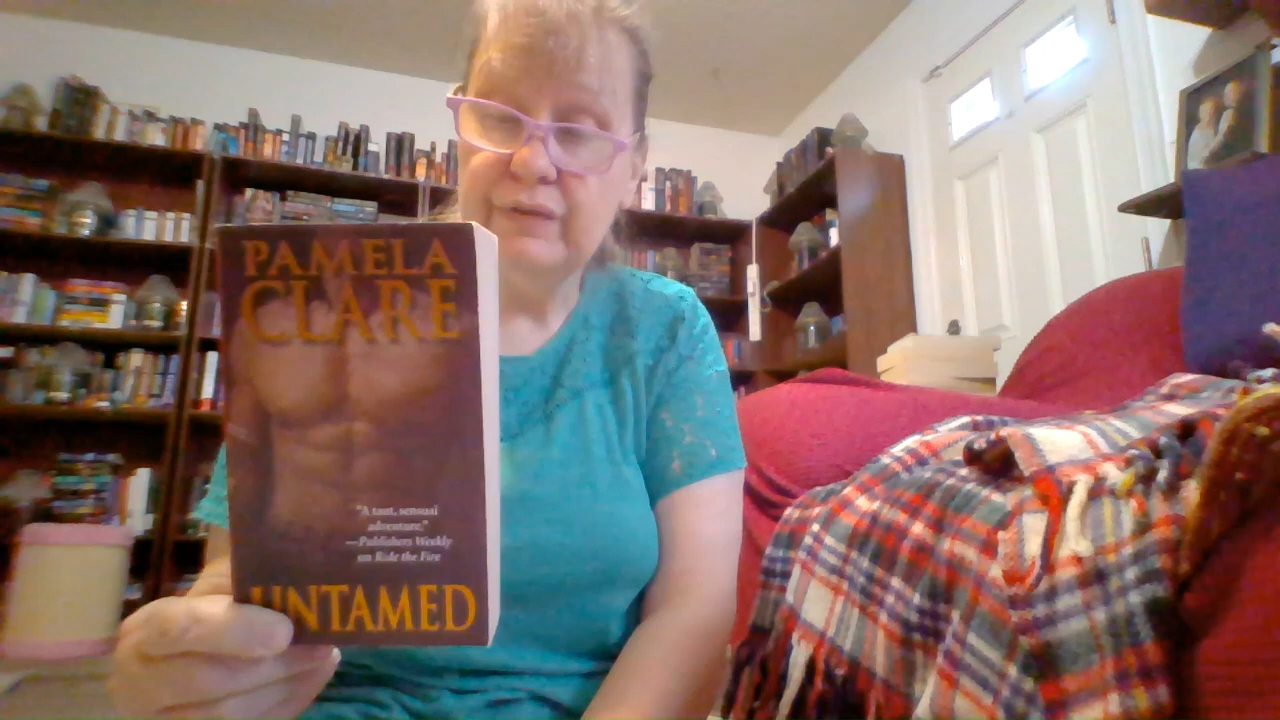 PAMELA
CLARE
"A taut, sensual
adventure."
—Publishers Weekly
on Ride the Fire
UNTAMED